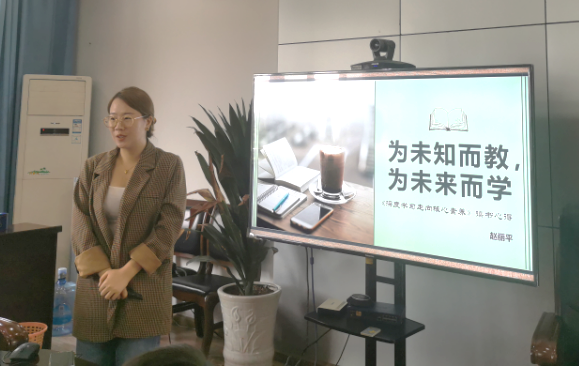 为未知而教，
为未来而学
《深度学习走向核心素养》读书心得
赵丽平